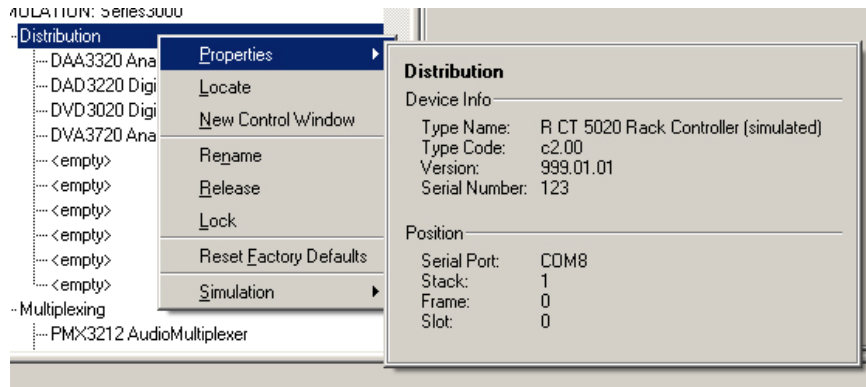 MULATION: Series3000
Distribution
DAA3320 Ana
DAD3220 Digi
DVD3020 Digi
DVA3720 Ana
<empty>
<empty>
<empty>
<empty>
<empty>
<empty>
Multiplexing
PMX3212 AudioMultiplexer
Properties
Locate
New Control Window
Rename
Release
Lock
Reset Factory Defaults
Simulation
Distribution
Device Info
Type Name: R CT 5020 Rack Controller (simulated)
Type Code: c2.00
Version: 999.01.01
Serial Number: 123
Position
Serial Port: COM8
Stack: 1
Frame: 0
Slot: 0